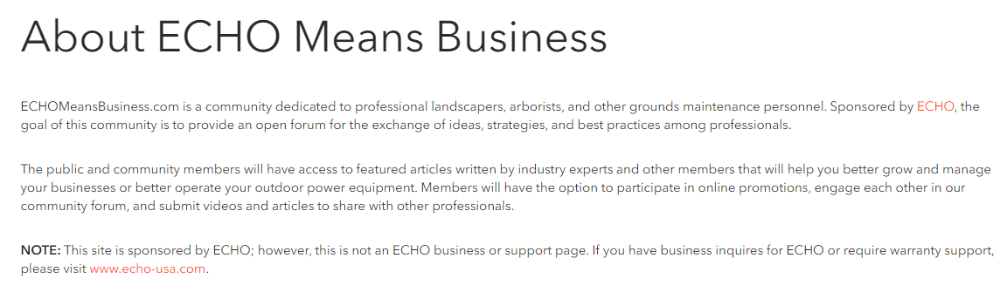 About ECHO Means Business
ECHOMeansBusiness.com is a community dedicated to professional landscapers, arborists, and other grounds maintenance personnel. Sponsored by ECHO, the
goal of this community is to provide an open forum for the exchange of ideas, strategies, and best practices among professionals.
The public and community members will have access to featured articles written by industry experts and other members that will help you better grow and manage
your businesses or better operate your outdoor power equipment. Members will have the option to participate in online promotions, engage each other in our
community forum, and submit videos and articles to share with other professionals.
NOTE: This site is sponsored by ECHO; however, this is not an ECHO business or support page. If you have business inquires for ECHO or require warranty support,
please visit www.echo-usa.com.